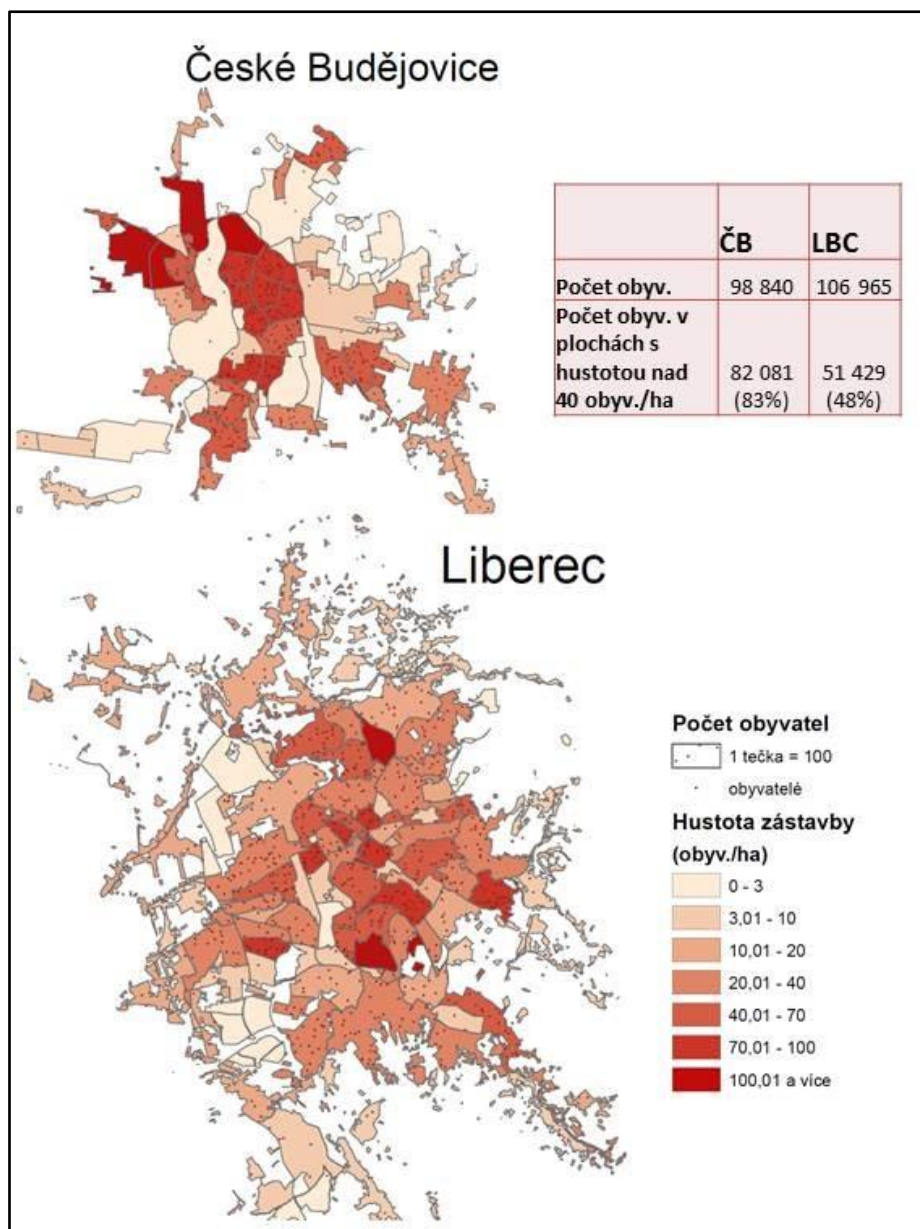 České Budějovice
ČB LBC
Počet obyv. 98 840 106 965
Počet obyv. v
plochách s
hustotou nad 82 081 51 429
40 obyv./ha (83%) (48%)
Liberec
Počet obyvatel
1 tečka = 100
obyvatelé
Hustota zástavby
(obyv./ha)
0 - 3
3,01 - 10
10,01 - 20
20,01 - 40
40,01 - 70
70,01 - 100
100,01 a více